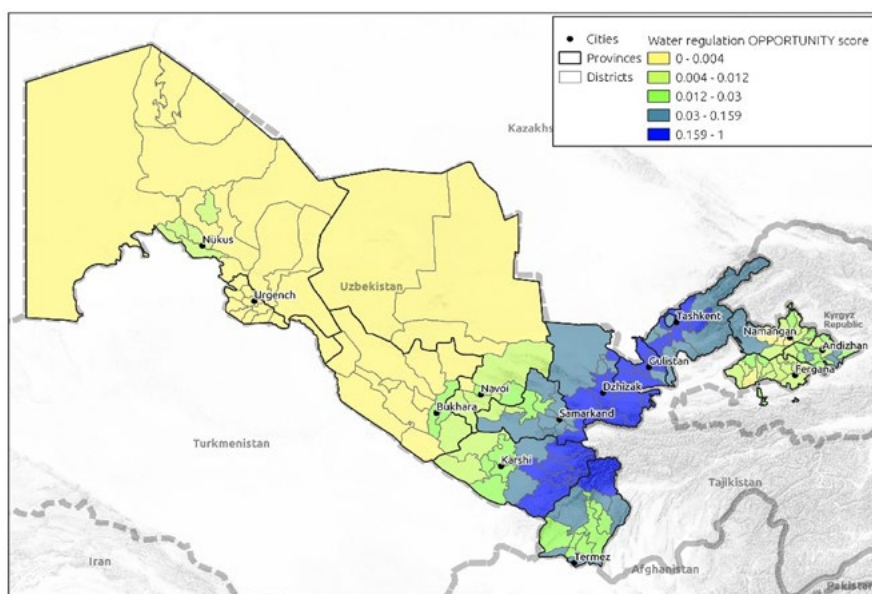 Cities
Provinces
Districts
Water regulation OPPORTUNITY score
0 - 0.004
0.004 - 0.012
0.012 - 0.03
0.03 - 0.159
0.159 - 1
Nukus
Urgench
Uzbekistan
Tashkent
Kyrgyz
Republic
Namangan
Andizhan
Gulistan
Fergana
Navoi
Dzhizak
Bukhara
Samarkand
Turkmenistan
Karshi
Tajikistan
Termez
Iran
Afghanistan